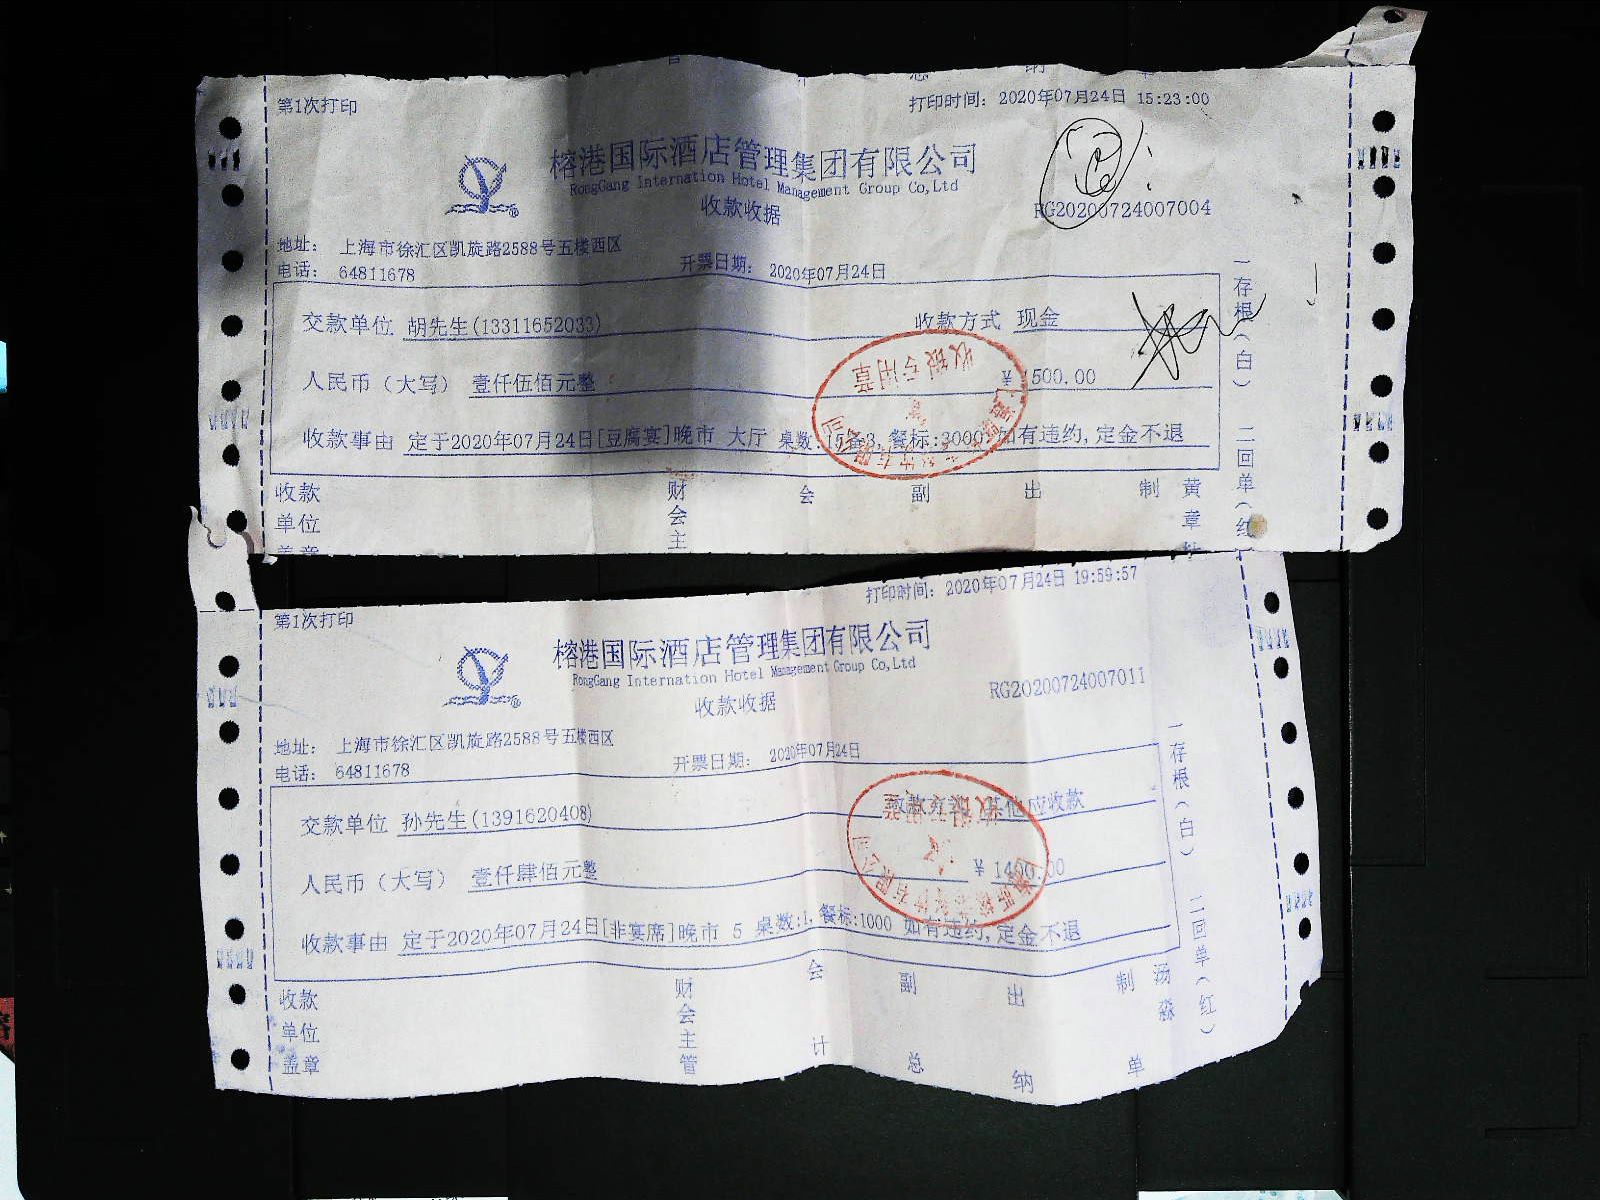 第1次打印
打印时间: 2020年07月24日 15:23:00
榕港国际酒店管理集团有限公司
RongGang International Hotel Management Group Co,Ltd
收款收据
RG20200724007004
地址: 上海市徐汇区凯旋路2588号五楼西区
电话: 64811678
开票日期: 2020年07月24日
交款单位 胡先生(13311652033)
收款方式 现金
人民币（大写） 壹仟伍佰元整
¥ 500.00
收款事由 定于2020年07月24日[豆腐宴]晚市 大厅 桌数:15备3, 餐标:3000 如有违约,定金不退
收款单位
财会主
会
副
出
制
黄章
一存根(白) 二回单(红
收银专用章
第1次打印
打印时间: 2020年07月24日 19:59:57
榕港国际酒店管理集团有限公司
RongGang International Hotel Management Group Co,Ltd
收款收据
RG20200724007011
地址: 上海市徐汇区凯旋路2588号五楼西区
电话: 64811678
开票日期: 2020年07月24日
交款单位 孙先生(1391620408)
应收款
人民币（大写） 壹仟肆佰元整
¥ 1400.00
收款事由 定于2020年07月24日[非宴席]晚市 5 桌数:1, 餐标:1000 如有违约,定金不退
收款单位盖章
财会主管
会计
副总
出纳
制单
汤淼
一存根(白) 二回单(红)